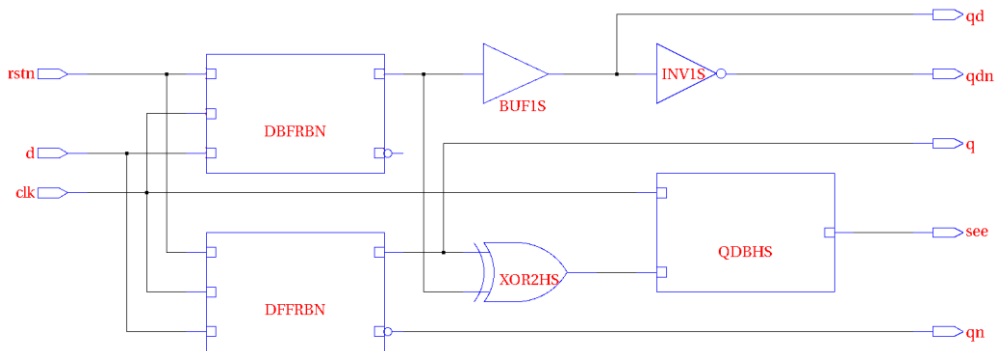 qd
rstn
INV1S
qdn
BUF1S
DBFRBN
q
d
clk
see
QDBHS
XOR2HS
DFFRBN
qn